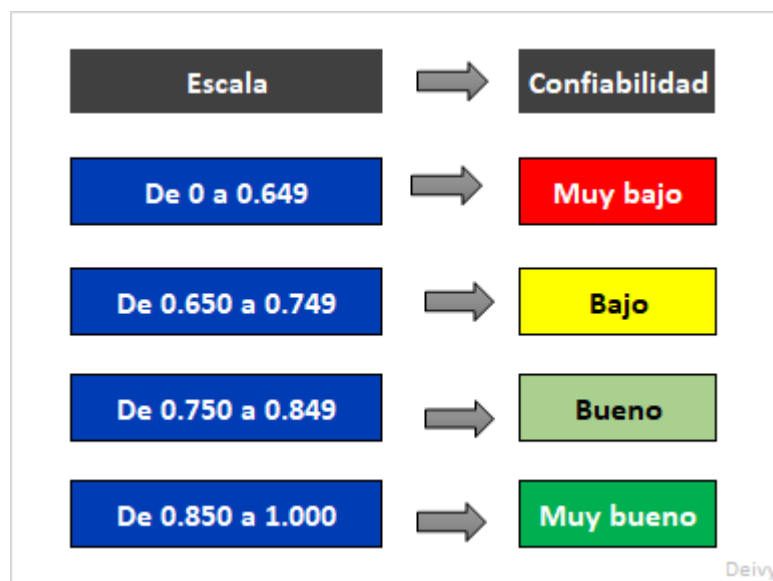 Escala
Confiabilidad
De 0 a 0.649
Muy bajo
De 0.650 a 0.749
Bajo
De 0.750 a 0.849
Bueno
De 0.850 a 1.000
Muy bueno
Deivy